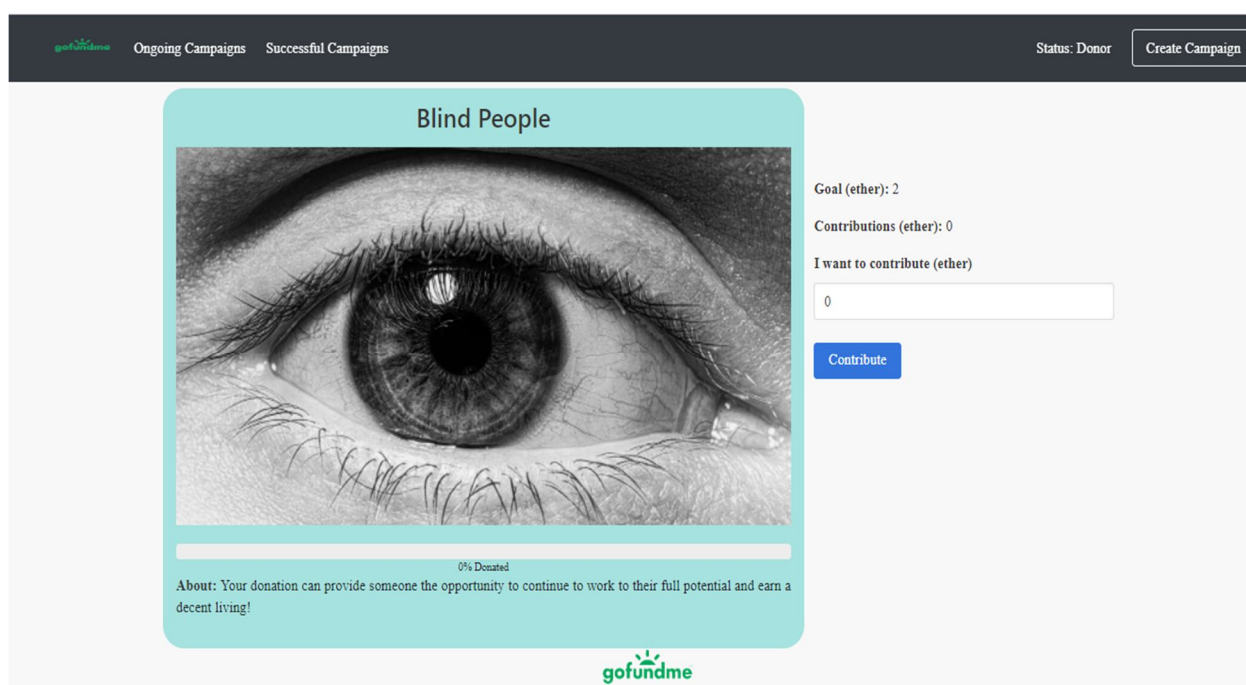 gofundme Ongoing Campaigns Successful Campaigns Status: Donor Create Campaign
Blind People
Goal (ether): 2
Contributions (ether): 0
I want to contribute (ether)
0
Contribute
0% Donated
About: Your donation can provide someone the opportunity to continue to work to their full potential and earn a
decent living!
gofundme